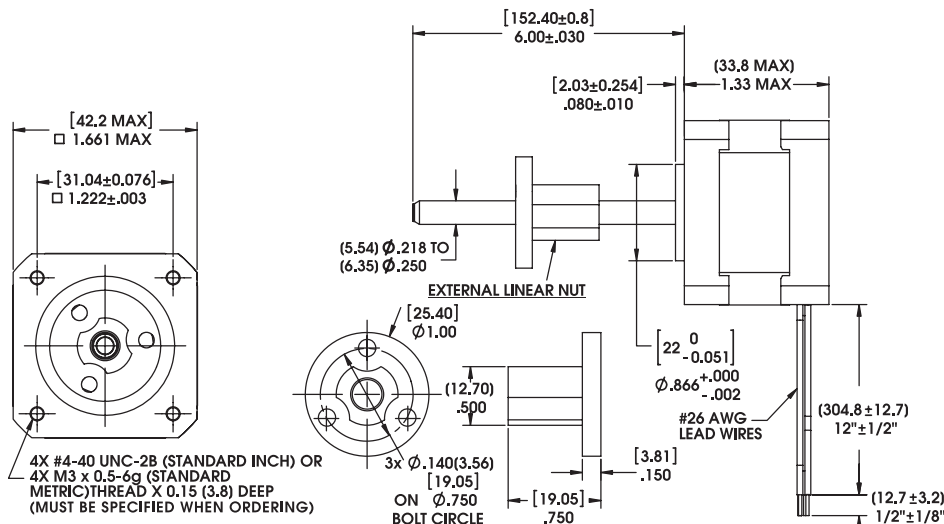 [152.40±0.8]
6.00±.030
[2.03±0.254]
.080±.010
(33.8 MAX)
1.33 MAX
[42.2 MAX]
□ 1.661 MAX
[31.04±0.076]
□ 1.222±.003
(5.54) Ø.218 TO
(6.35) Ø.250
EXTERNAL LINEAR NUT
[25.40]
Ø1.00
(12.70)
.500
3x Ø.140(3.56)
[19.05]
ON Ø.750
BOLT CIRCLE
[3.81]
.150
[19.05]
.750
[22 0 -0.051]
Ø.866 +.000 -.002
#26 AWG
LEAD WIRES
(304.8±12.7)
12"±1/2"
(12.7 ±3.2)
1/2"±1/8"
4X #4-40 UNC-2B (STANDARD INCH) OR
4X M3 x 0.5-6g (STANDARD
METRIC)THREAD X 0.15 (3.8) DEEP
(MUST BE SPECIFIED WHEN ORDERING)